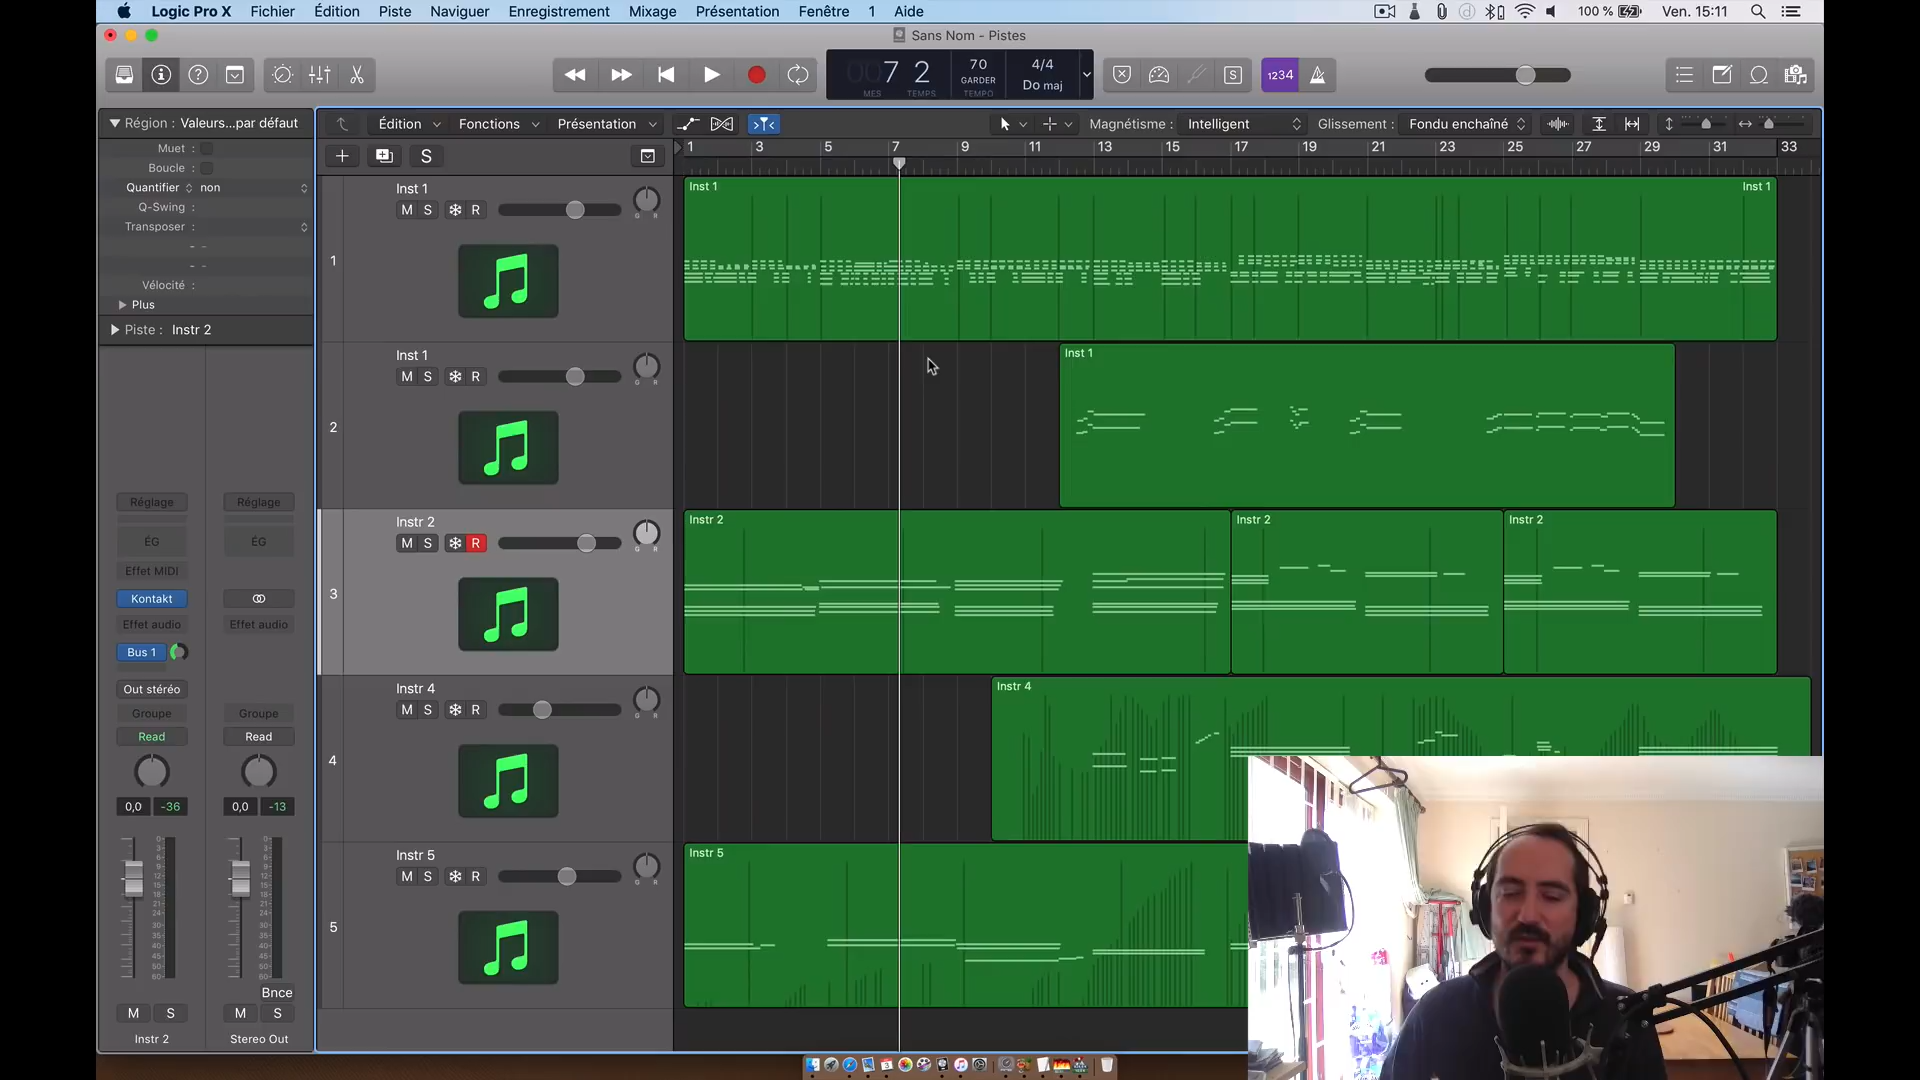 Logic Pro X Fichier Édition Piste Naviguer Enregistrement Mixage Présentation Fenêtre 1 Aide 100 % Ven. 15:11
Sans Nom - Pistes
007 2 70 4/4
GARDER Do maj
MES TEMPS TEMPO
S 1234
Région : Valeurs...par défaut
Muet :
Boucle :
Quantifier non
Q-Swing :
Transposer :
- -
- -
Vélocité :
Plus
Piste : Instr 2
Édition Fonctions Présentation Magnétisme : Intelligent Glissement : Fondu enchaîné
S
1 3 5 7 9 11 13 15 17 19 21 23 25 27 29 31 33
1 Inst 1
M S R
G R
Inst 1 Inst 1
2 Inst 1
M S R
G R
Inst 1
3 Instr 2
M S R
Instr 2 Instr 2 Instr 2
4 Instr 4
M S R
G R
Instr 4
5 Instr 5
M S R
G R
Instr 5
Réglage Réglage
ÉG ÉG
Effet MIDI
Kontakt
Effet audio Effet audio
Bus 1
Out stéréo
Groupe Groupe
Read Read
0,0 -36 0,0 -13
Bnce
M S M S
Instr 2 Stereo Out